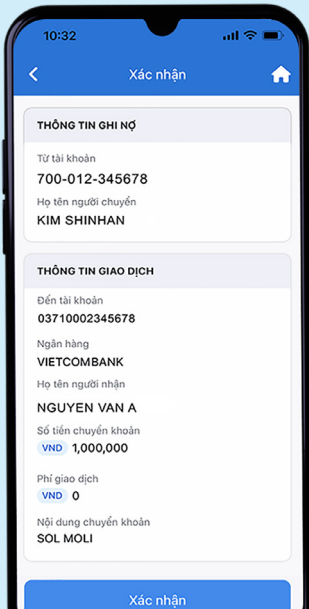 10:32
Xác nhận
THÔNG TIN GHI NỢ
Từ tài khoản
700-012-345678
Họ tên người chuyển
KIM SHINHAN
THÔNG TIN GIAO DỊCH
Đến tài khoản
03710002345678
Ngân hàng
VIETCOMBANK
Họ tên người nhận
NGUYEN VAN A
Số tiền chuyển khoản
VND 1,000,000
Phí giao dịch
VND 0
Nội dung chuyển khoản
SOL MOLI
Xác nhận